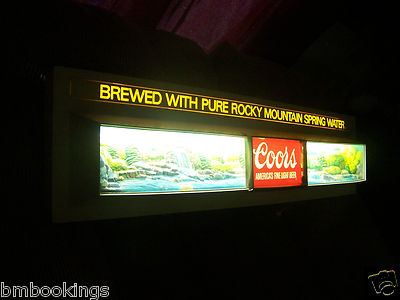 BREWED WITH PURE ROCKY MOUNTAIN SPRING WATER
Coors
AMERICA'S FINE LIGHT BEER
bmbookings